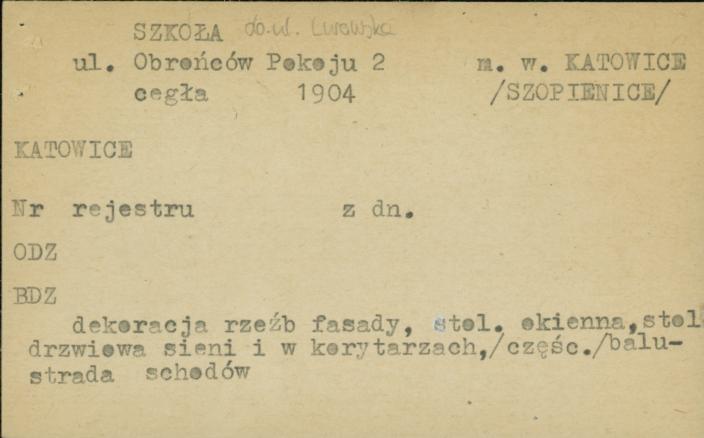 SZKOŁA do. ul. Lwowska
ul. Obrońców Pokoju 2 m. w. KATOWICE
cegła 1904 /SZOPIENICE/
KATOWICE
Nr rejestru z dn.
ODZ
BDZ
dekoracja rzeźb fasady, stol. okienna, stol
drzwiowa sieni i w korytarzach,/częśc./balu-
strada schodów